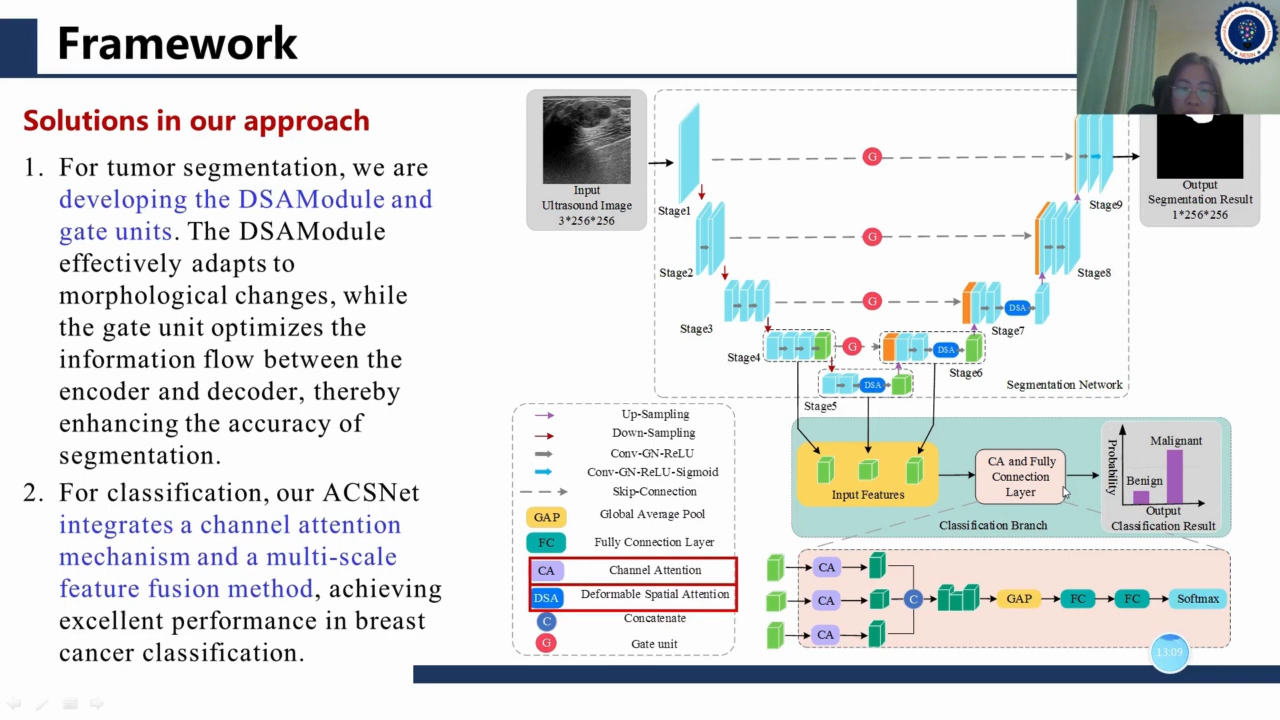 Framework
Solutions in our approach
1. For tumor segmentation, we are
developing the DSAModule and
gate units. The DSAModule
effectively adapts to
morphological changes, while
the gate unit optimizes the
information flow between the
encoder and decoder, thereby
enhancing the accuracy of
segmentation.
2. For classification, our ACSNet
integrates a channel attention
mechanism and a multi-scale
feature fusion method, achieving
excellent performance in breast
cancer classification.
Input
Ultrasound Image
3*256*256
Stage1
G
Stage9
Output
Segmentation Result
1*256*256
Stage2
G
Stage8
Stage3
G
DSA
Stage7
Stage4
G
DSA
Stage6
DSA
Stage5
Segmentation Network
Up-Sampling
Down-Sampling
Conv-GN-ReLU
Conv-GN-ReLU-Sigmoid
Skip-Connection
GAP Global Average Pool
FC Fully Connection Layer
CA Channel Attention
DSA Deformable Spatial Attention
C Concatenate
G Gate unit
Input Features
CA and Fully
Connection
Layer
Classification Branch
Probability
Malignant
Benign
Output
Classification Result
CA
CA
CA
C
GAP
FC
FC
Softmax
13:09